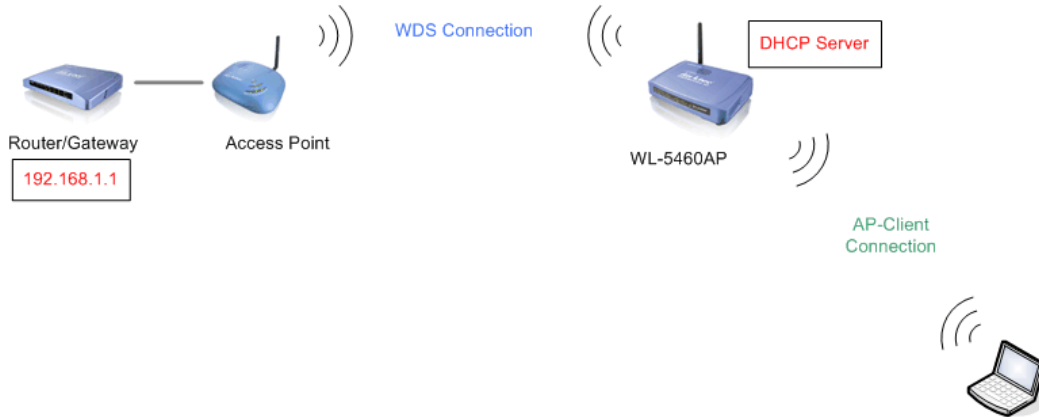 WDS Connection
DHCP Server
Router/Gateway
Access Point
WL-5460AP
192.168.1.1
AP-Client
Connection